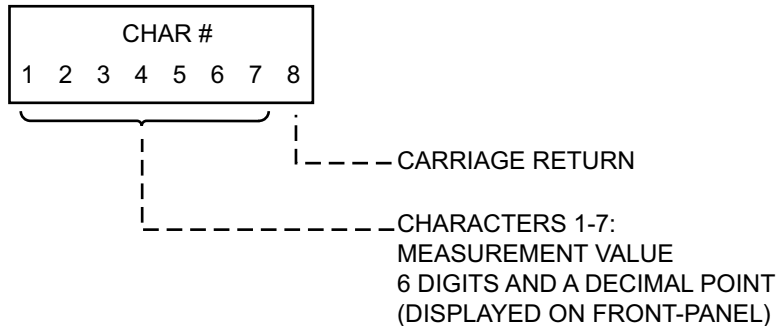 CHAR #
1 2 3 4 5 6 7 8
CARRIAGE RETURN
CHARACTERS 1-7:
MEASUREMENT VALUE
6 DIGITS AND A DECIMAL POINT
(DISPLAYED ON FRONT-PANEL)